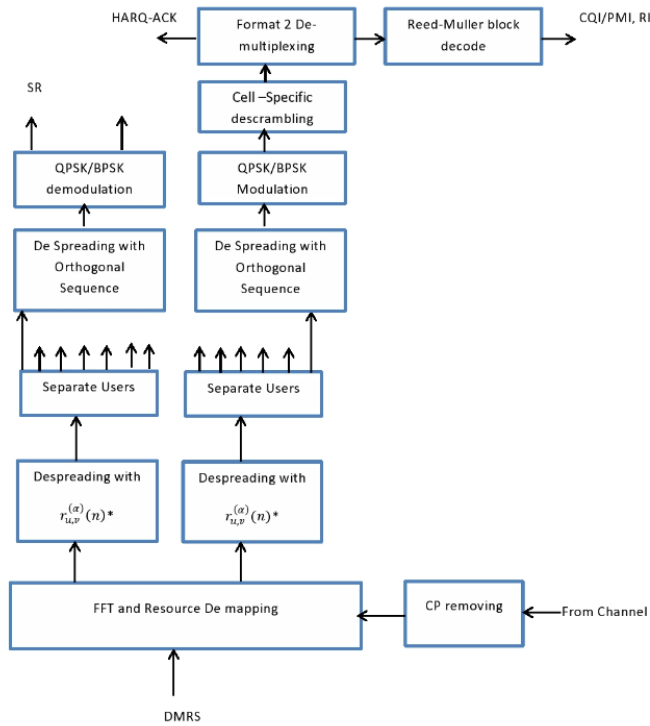 HARQ-ACK
Format 2 De-
multiplexing
Reed-Muller block
decode
CQI/PMI, RI
SR
Cell –Specific
descrambling
QPSK/BPSK
demodulation
QPSK/BPSK
Modulation
De Spreading with
Orthogonal
Sequence
De Spreading with
Orthogonal
Sequence
Separate Users
Separate Users
Despreading with
r_{u,v}^{(α)}(n)*
Despreading with
r_{u,v}^{(α)}(n)*
FFT and Resource De mapping
CP removing
From Channel
DMRS